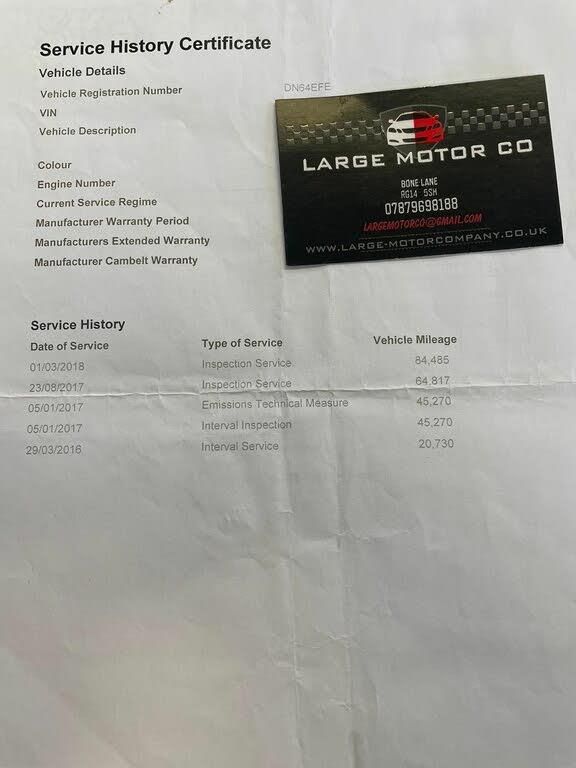 Service History Certificate
Vehicle Details
Vehicle Registration Number DN64EFE
VIN
Vehicle Description
Colour
Engine Number
Current Service Regime
Manufacturer Warranty Period
Manufacturers Extended Warranty
Manufacturer Cambelt Warranty
LARGE MOTOR CO
BONE LANE
RG14 5SH
07879698188
LARGEMOTORCO@GMAIL.COM
WWW.LARGE-MOTORCOMPANY.CO.UK
Service History
Date of Service Type of Service Vehicle Mileage
01/03/2018 Inspection Service 84,485
23/08/2017 Inspection Service 64,817
05/01/2017 Emissions Technical Measure 45,270
05/01/2017 Interval Inspection 45,270
29/03/2016 Interval Service 20,730